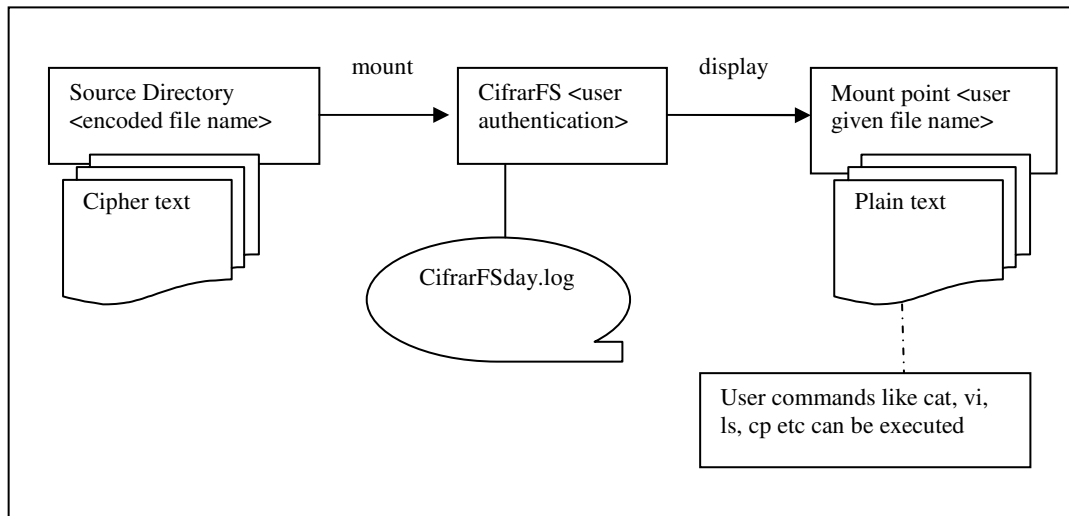 mount
display
Source Directory
<encoded file name>
CifrarFS <user
authentication>
Mount point <user
given file name>
Cipher text
Plain text
CifrarFSday.log
User commands like cat, vi,
ls, cp etc can be executed